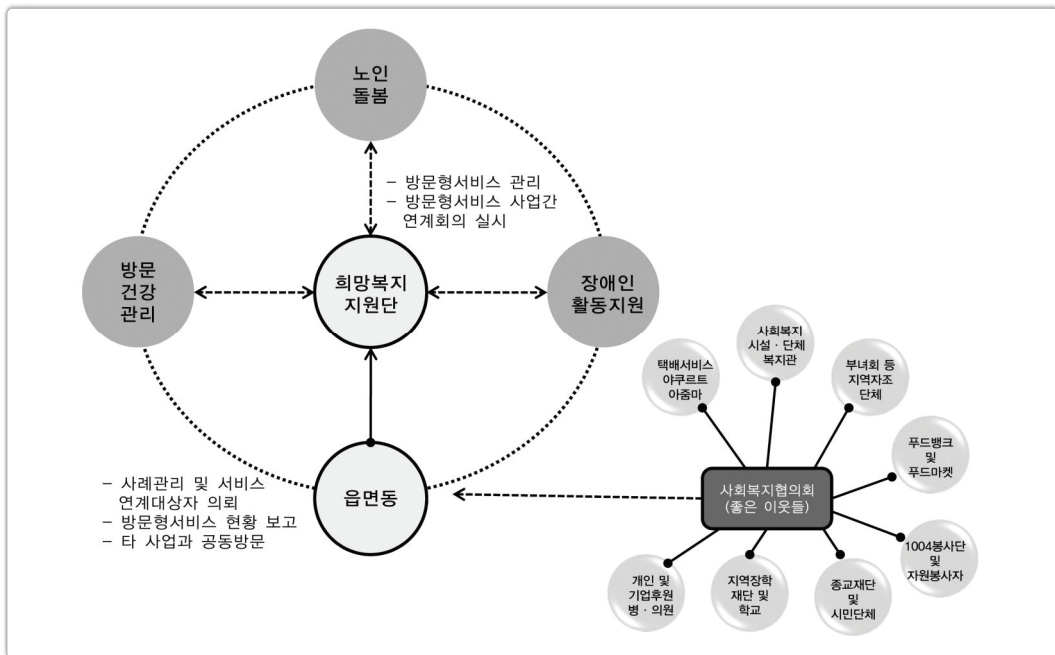 노인
돌봄
- 방문형서비스 관리
- 방문형서비스 사업간
연계회의 실시
방문
건강
관리
희망복지
지원단
장애인
활동지원
사회복지
시설·단체
복지관
택배서비스
야쿠르트
아줌마
부녀회 등
지역자조
단체
푸드뱅크
및
푸드마켓
- 사례관리 및 서비스
연계대상자 의뢰
- 방문형서비스 현황 보고
- 타 사업과 공동방문
읍면동
사회복지협의회
(좋은 이웃들)
1004봉사단
및
자원봉사자
개인 및
기업후원
병·의원
지역장학
재단 및
학교
종교재단
및
시민단체